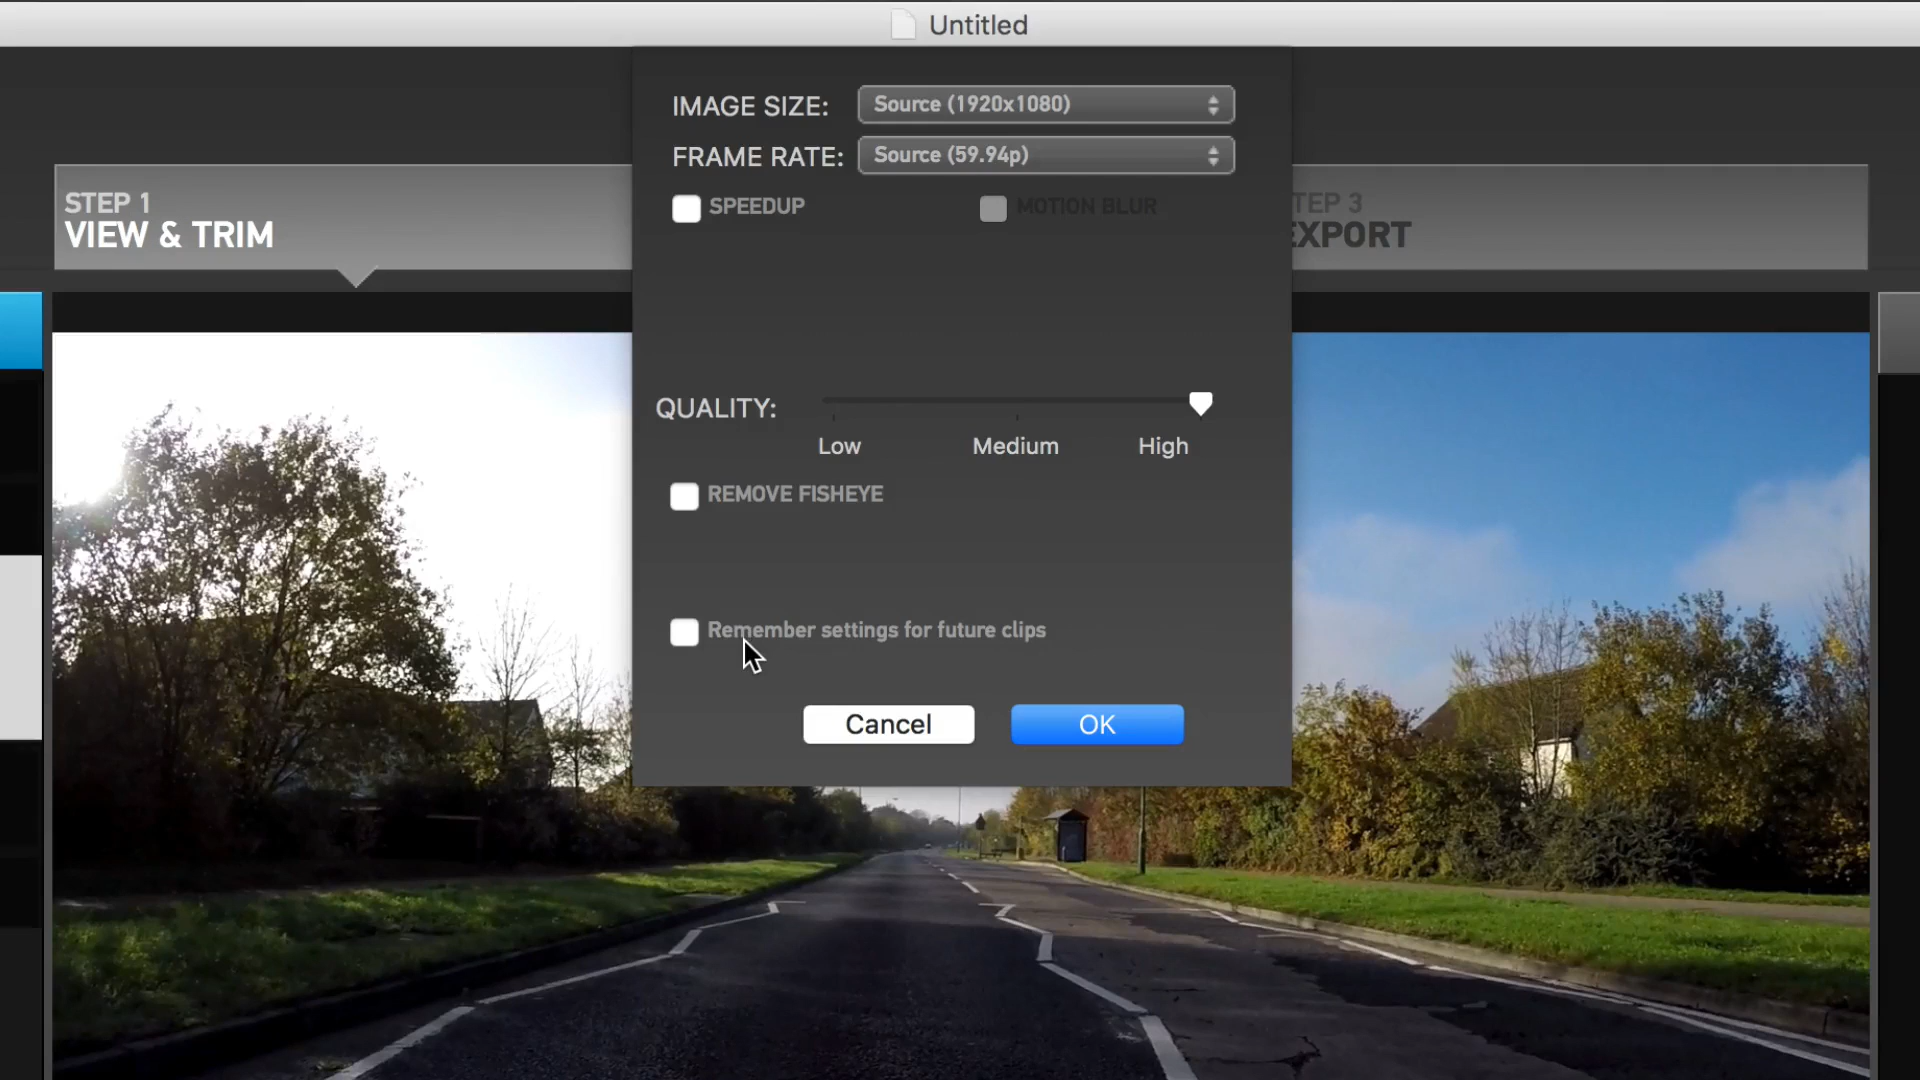 Untitled
IMAGE SIZE: Source (1920x1080)
FRAME RATE: Source (59.94p)
SPEEDUP MOTION BLUR
STEP 1
VIEW & TRIM
TEP 3
EXPORT
QUALITY:
Low Medium High
REMOVE FISHEYE
Remember settings for future clips
Cancel OK